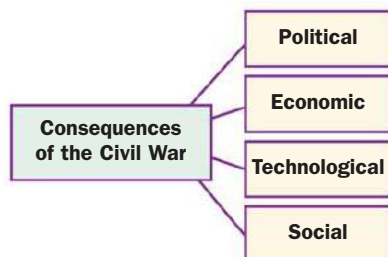 Consequences
of the Civil War
Political
Economic
Technological
Social